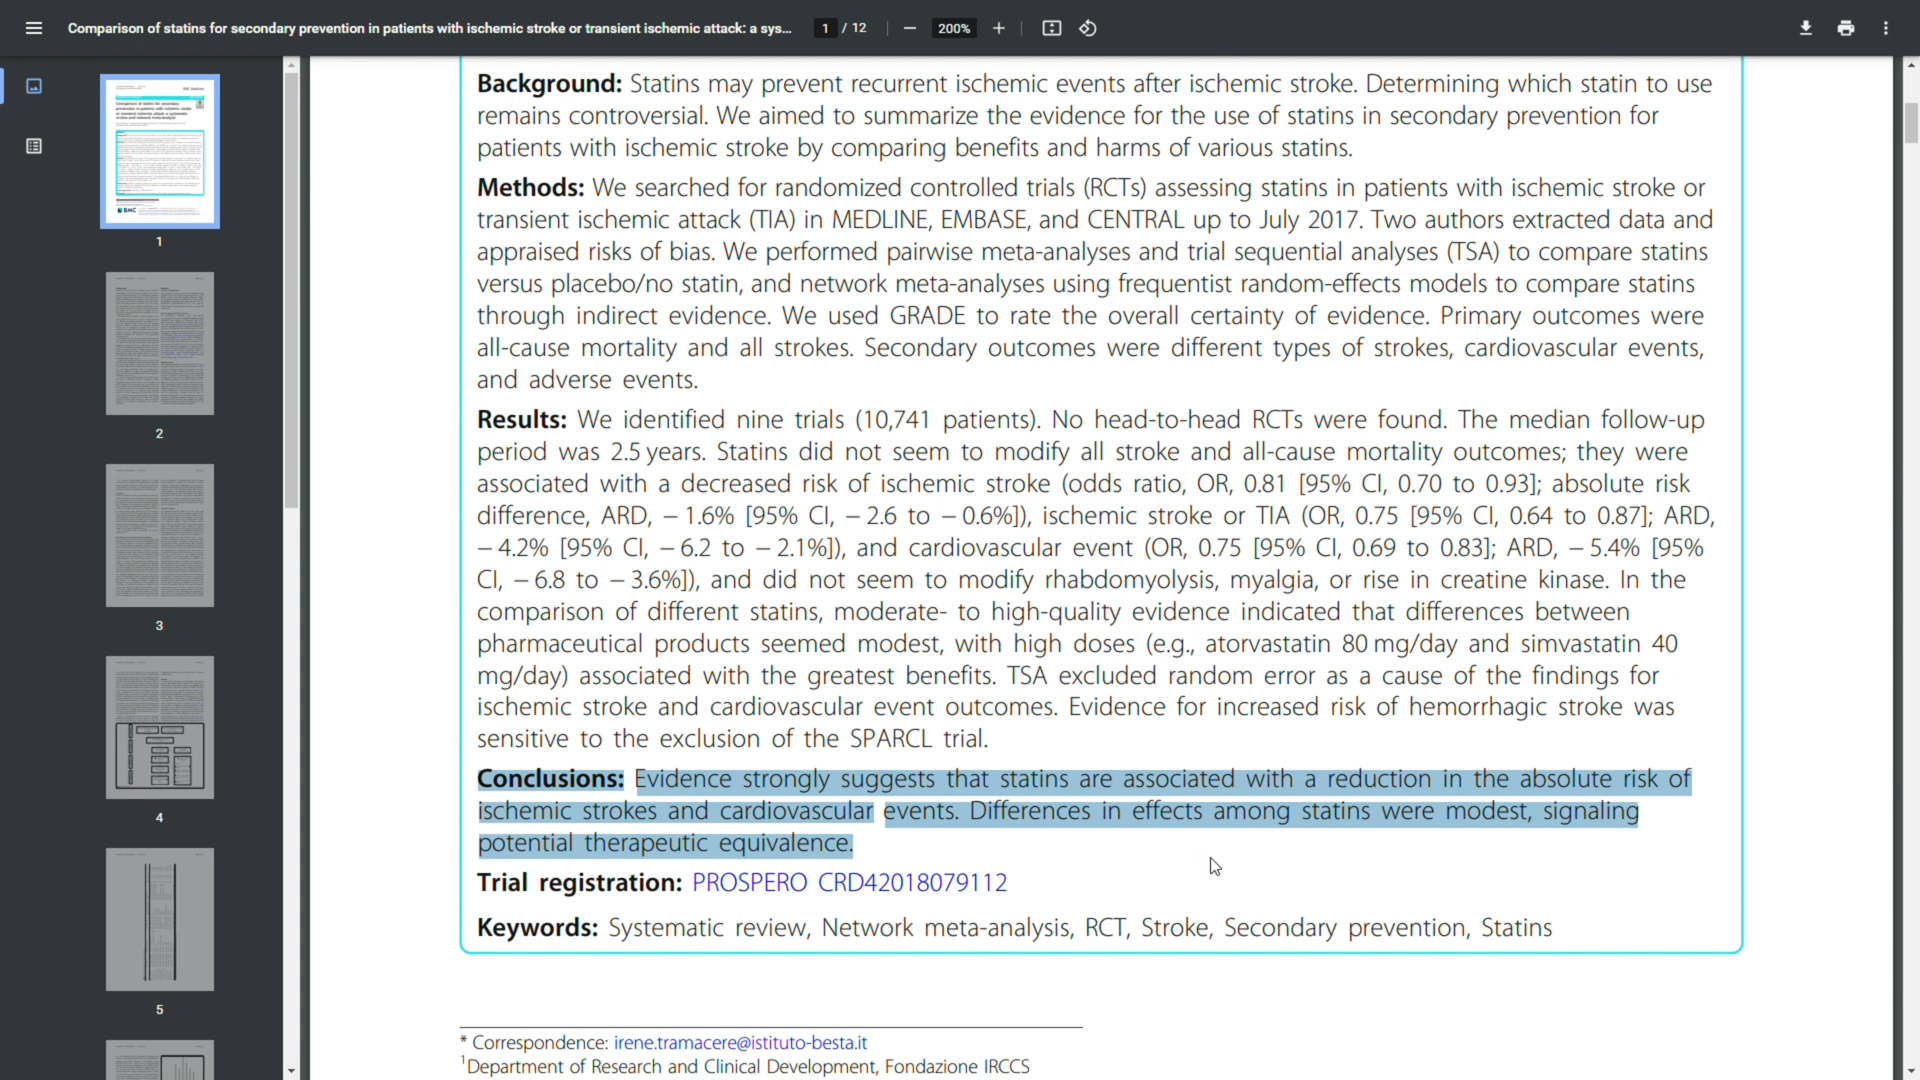 Comparison of statins for secondary prevention in patients with ischemic stroke or transient ischemic attack: a sys...
1 / 12
200%
Background: Statins may prevent recurrent ischemic events after ischemic stroke. Determining which statin to use
remains controversial. We aimed to summarize the evidence for the use of statins in secondary prevention for
patients with ischemic stroke by comparing benefits and harms of various statins.
Methods: We searched for randomized controlled trials (RCTs) assessing statins in patients with ischemic stroke or
transient ischemic attack (TIA) in MEDLINE, EMBASE, and CENTRAL up to July 2017. Two authors extracted data and
appraised risks of bias. We performed pairwise meta-analyses and trial sequential analyses (TSA) to compare statins
versus placebo/no statin, and network meta-analyses using frequentist random-effects models to compare statins
through indirect evidence. We used GRADE to rate the overall certainty of evidence. Primary outcomes were
all-cause mortality and all strokes. Secondary outcomes were different types of strokes, cardiovascular events,
and adverse events.
Results: We identified nine trials (10,741 patients). No head-to-head RCTs were found. The median follow-up
period was 2.5 years. Statins did not seem to modify all stroke and all-cause mortality outcomes; they were
associated with a decreased risk of ischemic stroke (odds ratio, OR, 0.81 [95% CI, 0.70 to 0.93]; absolute risk
difference, ARD, − 1.6% [95% CI, − 2.6 to − 0.6%]), ischemic stroke or TIA (OR, 0.75 [95% CI, 0.64 to 0.87]; ARD,
− 4.2% [95% CI, − 6.2 to − 2.1%]), and cardiovascular event (OR, 0.75 [95% CI, 0.69 to 0.83]; ARD, − 5.4% [95%
CI, − 6.8 to − 3.6%]), and did not seem to modify rhabdomyolysis, myalgia, or rise in creatine kinase. In the
comparison of different statins, moderate- to high-quality evidence indicated that differences between
pharmaceutical products seemed modest, with high doses (e.g., atorvastatin 80 mg/day and simvastatin 40
mg/day) associated with the greatest benefits. TSA excluded random error as a cause of the findings for
ischemic stroke and cardiovascular event outcomes. Evidence for increased risk of hemorrhagic stroke was
sensitive to the exclusion of the SPARCL trial.
Conclusions: Evidence strongly suggests that statins are associated with a reduction in the absolute risk of
ischemic strokes and cardiovascular events. Differences in effects among statins were modest, signaling
potential therapeutic equivalence.
Trial registration: PROSPERO CRD42018079112
Keywords: Systematic review, Network meta-analysis, RCT, Stroke, Secondary prevention, Statins
* Correspondence: irene.tramacere@istituto-besta.it
1Department of Research and Clinical Development, Fondazione IRCCS
BMC
1
2
3
4
5